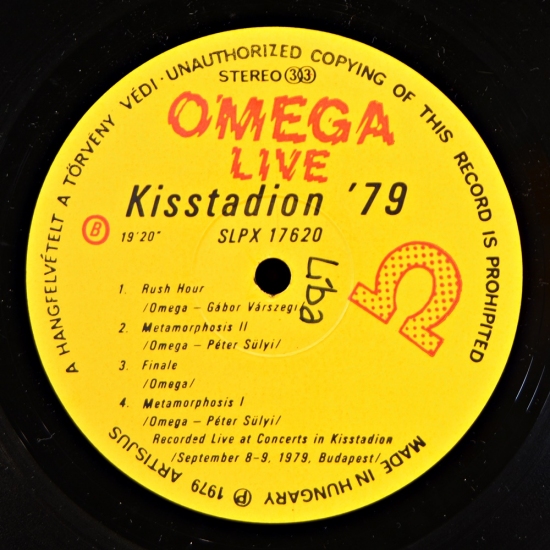 A HANGFELVÉTELT A TÖRVÉNY VÉDI · UNAUTHORIZED COPYING OF THIS RECORD IS PROHIBITED
STEREO 33
OMEGA
LIVE
Kisstadion '79
B 19'20" SLPX 17620
Liba
1. Rush Hour
/Omega – Gábor Várszegi/
2. Metamorphosis II
/Omega – Péter Sülyi/
3. Finale
/Omega/
4. Metamorphosis I
/Omega – Péter Sülyi/
Recorded Live at Concerts in Kisstadion
/September 8-9, 1979, Budapest/
MADE IN HUNGARY ℗ 1979 ARTISJUS